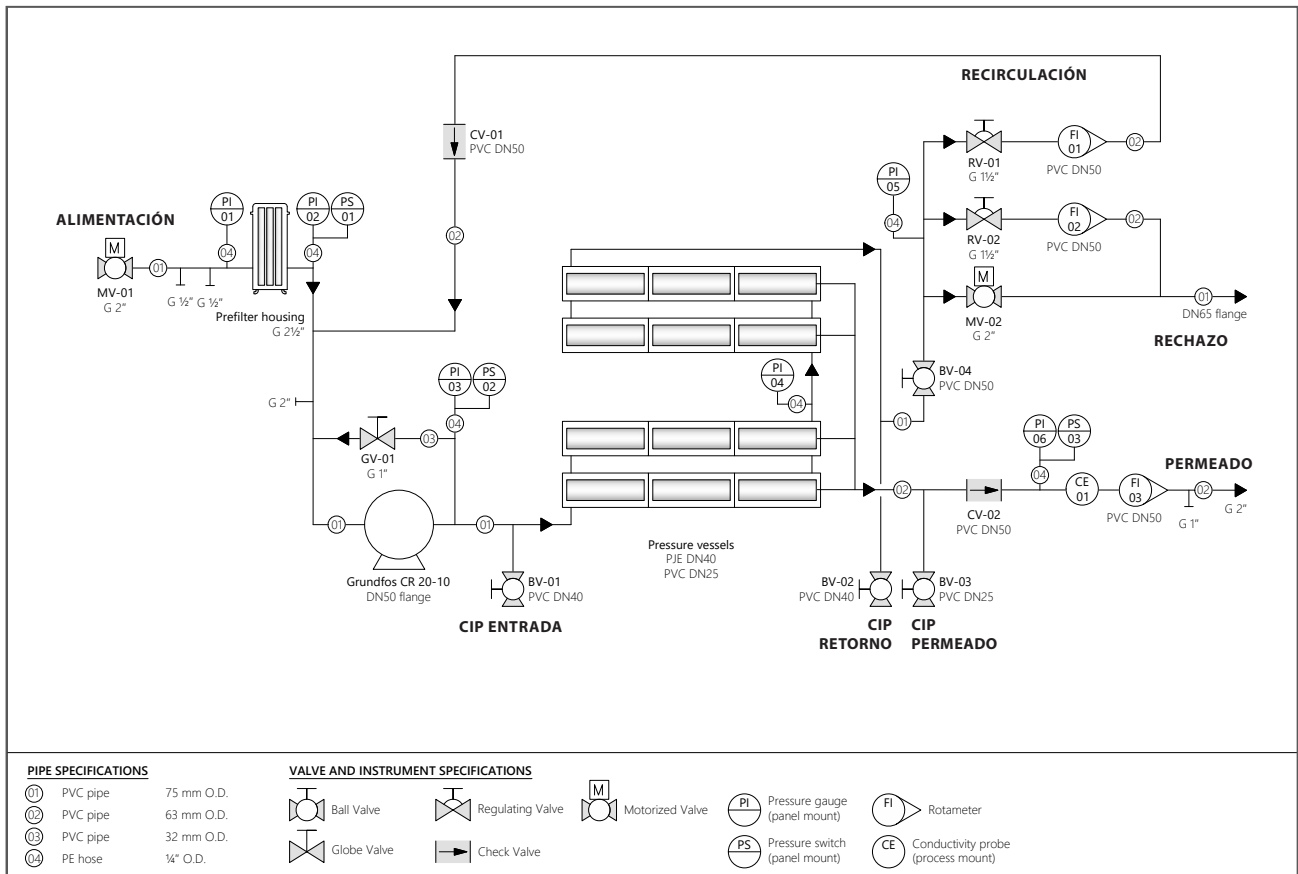 RECIRCULACIÓN
CV-01
PVC DN50
PI
05
04
RV-01
G 1½"
FI
01
02
PVC DN50
RV-02
G 1½"
FI
02
02
PVC DN50
M
MV-02
G 2"
01
DN65 flange
RECHAZO
ALIMENTACIÓN
M
MV-01
G 2"
01
G ½"
G ½"
PI
01
04
PI
02
PS
01
04
Prefilter housing
G 2½"
02
G 2"
PI
03
PS
02
04
03
GV-01
G 1"
01
Grundfos CR 20-10
DN50 flange
01
BV-01
PVC DN40
CIP ENTRADA
PI
04
04
Pressure vessels
PJE DN40
PVC DN25
BV-04
PVC DN50
01
02
CV-02
PVC DN50
PI
06
PS
03
04
CE
01
FI
03
PVC DN50
PERMEADO
02
G 1"
G 2"
BV-02
PVC DN40
CIP
RETORNO
BV-03
PVC DN25
CIP
PERMEADO
PIPE SPECIFICATIONS
01 PVC pipe 75 mm O.D.
02 PVC pipe 63 mm O.D.
03 PVC pipe 32 mm O.D.
04 PE hose ¼" O.D.
VALVE AND INSTRUMENT SPECIFICATIONS
Ball Valve
Regulating Valve
M
Motorized Valve
Globe Valve
Check Valve
PI
Pressure gauge
(panel mount)
FI
Rotameter
PS
Pressure switch
(panel mount)
CE
Conductivity probe
(process mount)